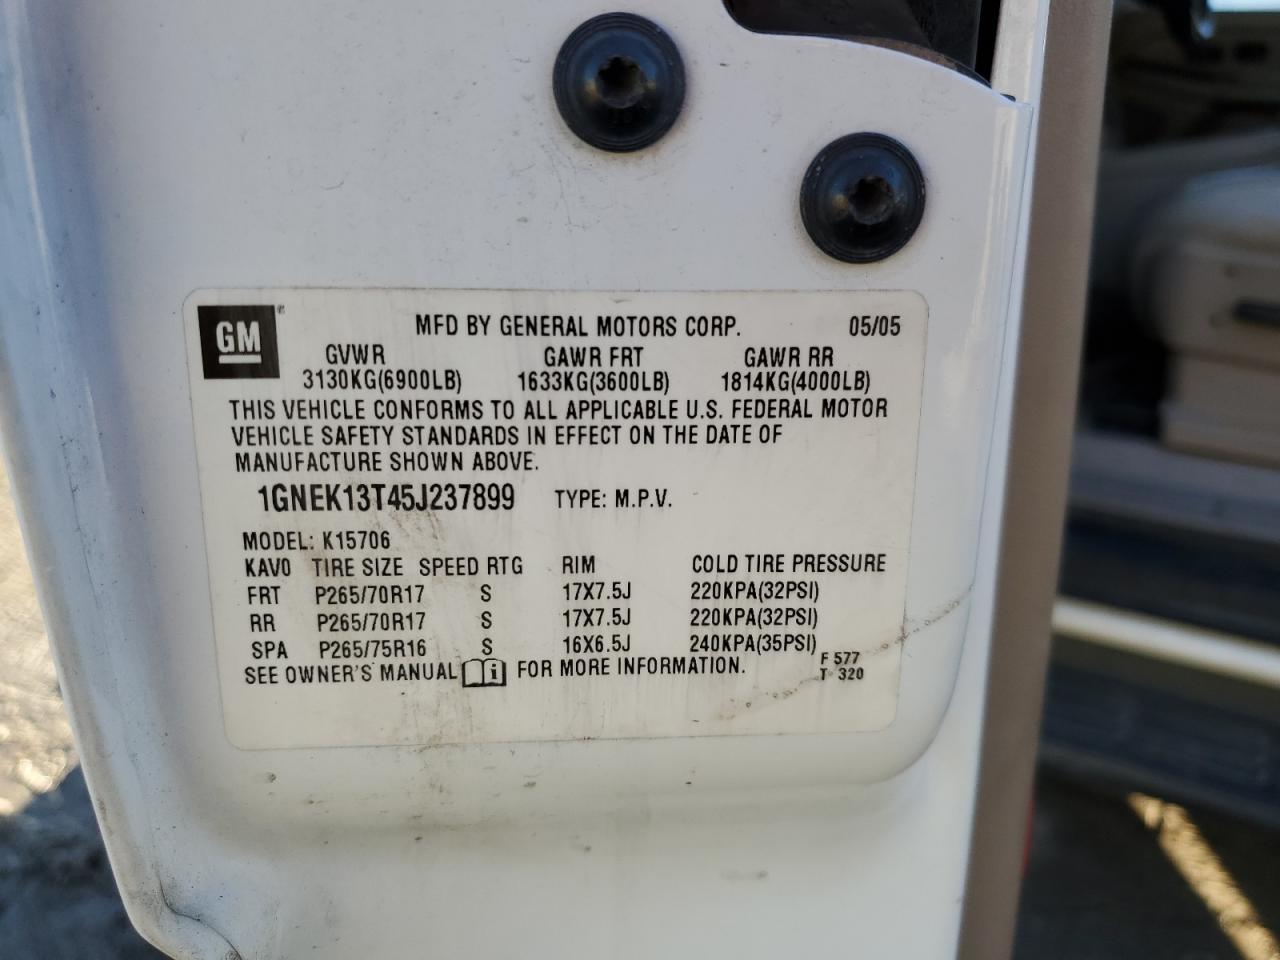 GM ® MFD BY GENERAL MOTORS CORP. 05/05
GVWR GAWR FRT GAWR RR
3130KG(6900LB) 1633KG(3600LB) 1814KG(4000LB)
THIS VEHICLE CONFORMS TO ALL APPLICABLE U.S. FEDERAL MOTOR
VEHICLE SAFETY STANDARDS IN EFFECT ON THE DATE OF
MANUFACTURE SHOWN ABOVE.
1GNEK13T45J237899 TYPE: M.P.V.
MODEL: K15706
KAVO TIRE SIZE SPEED RTG RIM COLD TIRE PRESSURE
FRT P265/70R17 S 17X7.5J 220KPA(32PSI)
RR P265/70R17 S 17X7.5J 220KPA(32PSI)
SPA P265/75R16 S 16X6.5J 240KPA(35PSI)
SEE OWNER'S MANUAL i FOR MORE INFORMATION. F 577
T 320